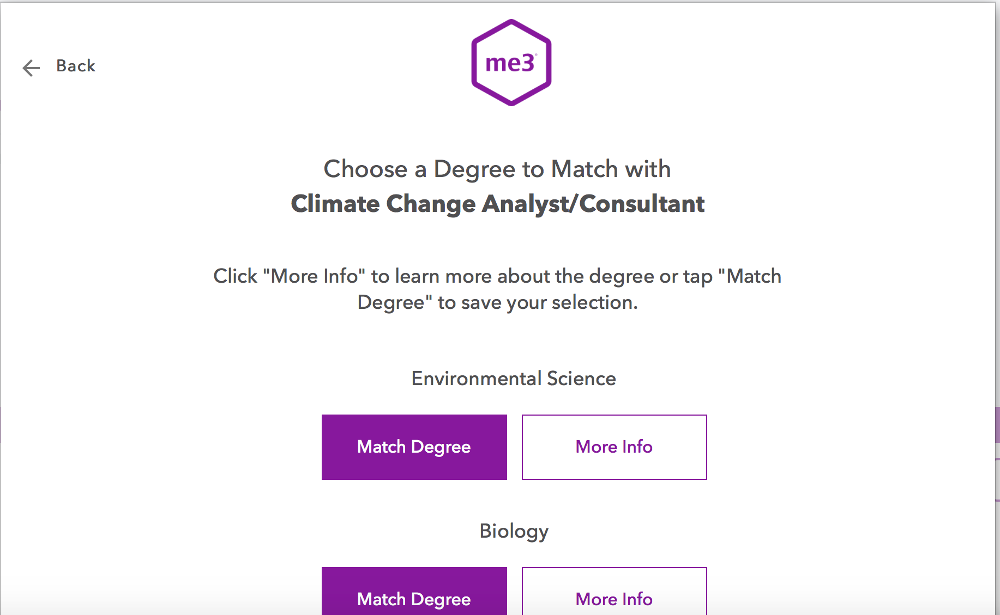 Back
me3®
Choose a Degree to Match with
Climate Change Analyst/Consultant
Click "More Info" to learn more about the degree or tap "Match
Degree" to save your selection.
Environmental Science
Match Degree
More Info
Biology
Match Degree
More Info